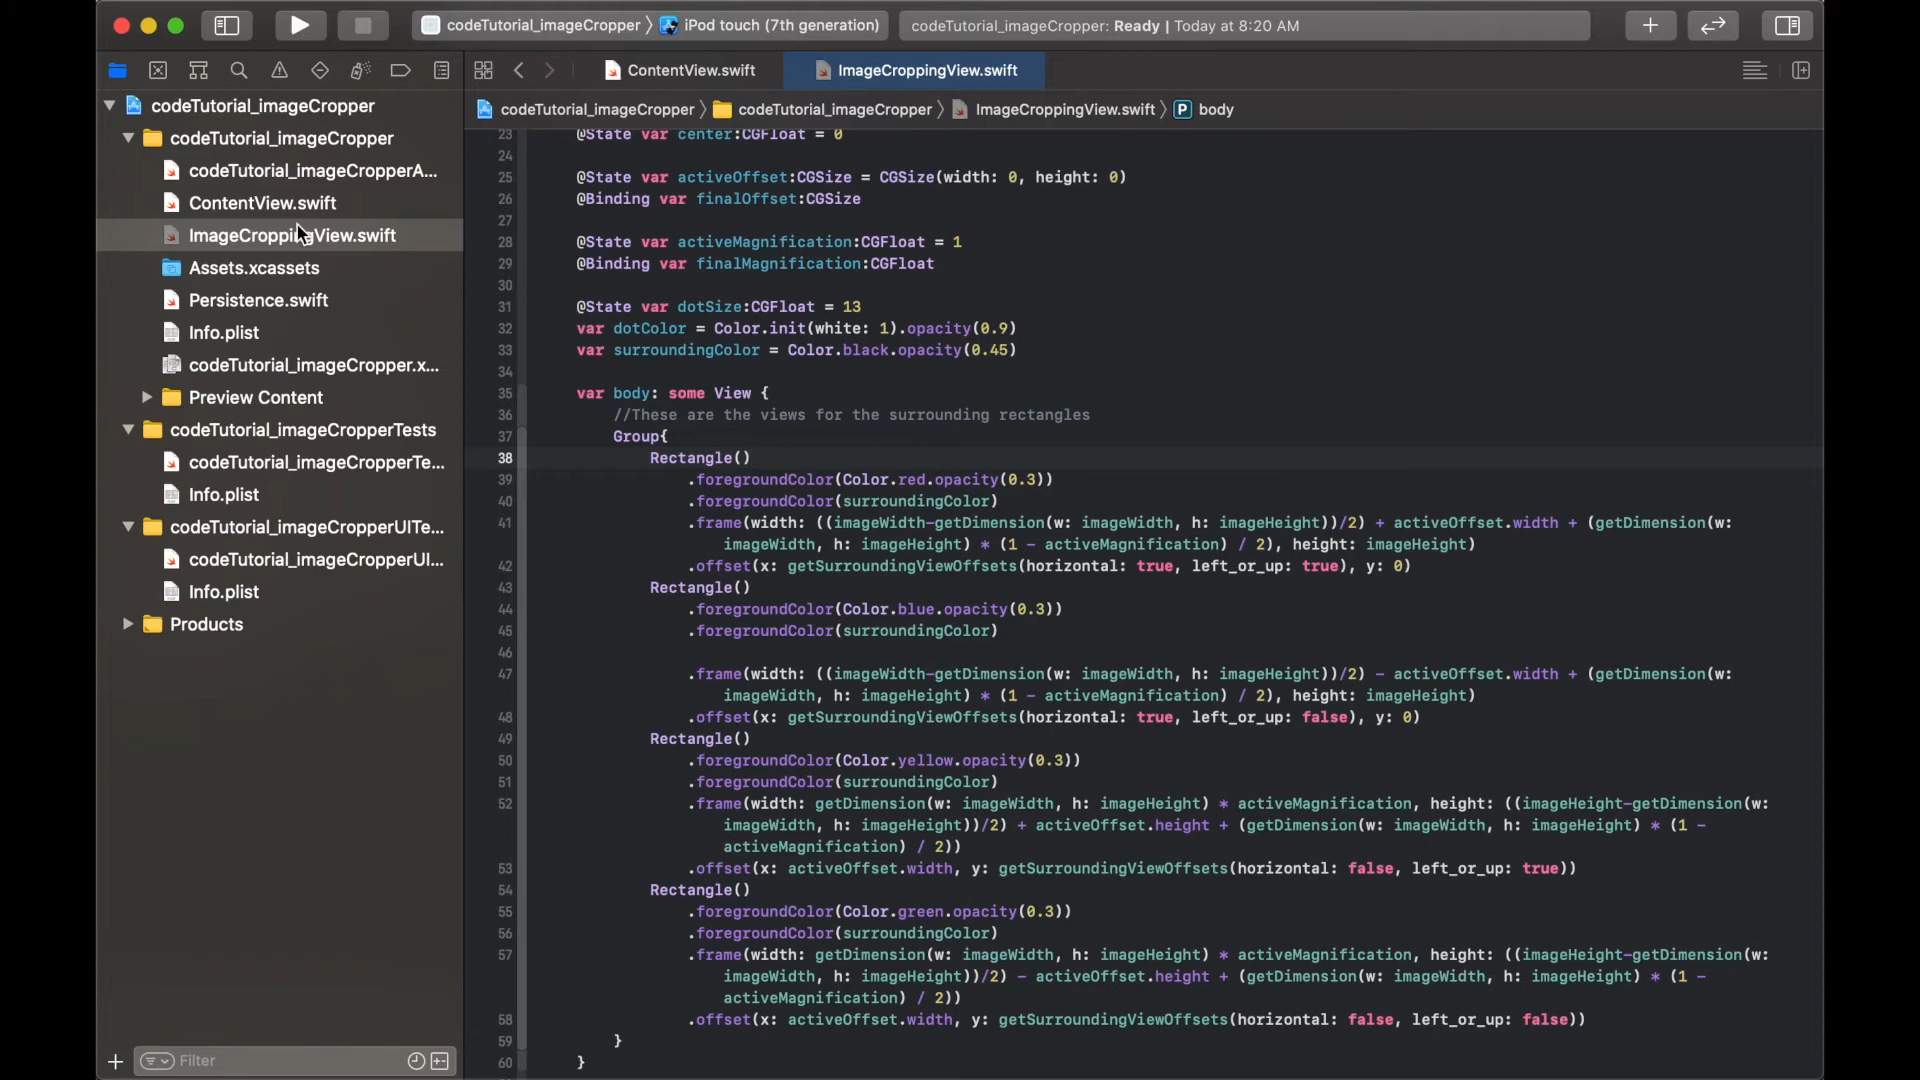 codeTutorial_imageCropper 〉 iPod touch (7th generation)
codeTutorial_imageCropper: Ready | Today at 8:20 AM
ContentView.swift
ImageCroppingView.swift
codeTutorial_imageCropper 〉 codeTutorial_imageCropper 〉 ImageCroppingView.swift 〉 P body
codeTutorial_imageCropper
codeTutorial_imageCropper
codeTutorial_imageCropperA...
ContentView.swift
ImageCroppingView.swift
Assets.xcassets
Persistence.swift
Info.plist
codeTutorial_imageCropper.x...
Preview Content
codeTutorial_imageCropperTests
codeTutorial_imageCropperTe...
Info.plist
codeTutorial_imageCropperUITe...
codeTutorial_imageCropperUI...
Info.plist
Products
Filter
23 @State var center:CGFloat = 0
24
25 @State var activeOffset:CGSize = CGSize(width: 0, height: 0)
26 @Binding var finalOffset:CGSize
27
28 @State var activeMagnification:CGFloat = 1
29 @Binding var finalMagnification:CGFloat
30
31 @State var dotSize:CGFloat = 13
32 var dotColor = Color.init(white: 1).opacity(0.9)
33 var surroundingColor = Color.black.opacity(0.45)
34
35 var body: some View {
36 //These are the views for the surrounding rectangles
37 Group{
38 Rectangle()
39 .foregroundColor(Color.red.opacity(0.3))
40 .foregroundColor(surroundingColor)
41 .frame(width: ((imageWidth-getDimension(w: imageWidth, h: imageHeight))/2) + activeOffset.width + (getDimension(w:
imageWidth, h: imageHeight) * (1 - activeMagnification) / 2), height: imageHeight)
42 .offset(x: getSurroundingViewOffsets(horizontal: true, left_or_up: true), y: 0)
43 Rectangle()
44 .foregroundColor(Color.blue.opacity(0.3))
45 .foregroundColor(surroundingColor)
46
47 .frame(width: ((imageWidth-getDimension(w: imageWidth, h: imageHeight))/2) - activeOffset.width + (getDimension(w:
imageWidth, h: imageHeight) * (1 - activeMagnification) / 2), height: imageHeight)
48 .offset(x: getSurroundingViewOffsets(horizontal: true, left_or_up: false), y: 0)
49 Rectangle()
50 .foregroundColor(Color.yellow.opacity(0.3))
51 .foregroundColor(surroundingColor)
52 .frame(width: getDimension(w: imageWidth, h: imageHeight) * activeMagnification, height: ((imageHeight-getDimension(w:
imageWidth, h: imageHeight))/2) + activeOffset.height + (getDimension(w: imageWidth, h: imageHeight) * (1 -
activeMagnification) / 2))
53 .offset(x: activeOffset.width, y: getSurroundingViewOffsets(horizontal: false, left_or_up: true))
54 Rectangle()
55 .foregroundColor(Color.green.opacity(0.3))
56 .foregroundColor(surroundingColor)
57 .frame(width: getDimension(w: imageWidth, h: imageHeight) * activeMagnification, height: ((imageHeight-getDimension(w:
imageWidth, h: imageHeight))/2) - activeOffset.height + (getDimension(w: imageWidth, h: imageHeight) * (1 -
activeMagnification) / 2))
58 .offset(x: activeOffset.width, y: getSurroundingViewOffsets(horizontal: false, left_or_up: false))
59 }
60 }